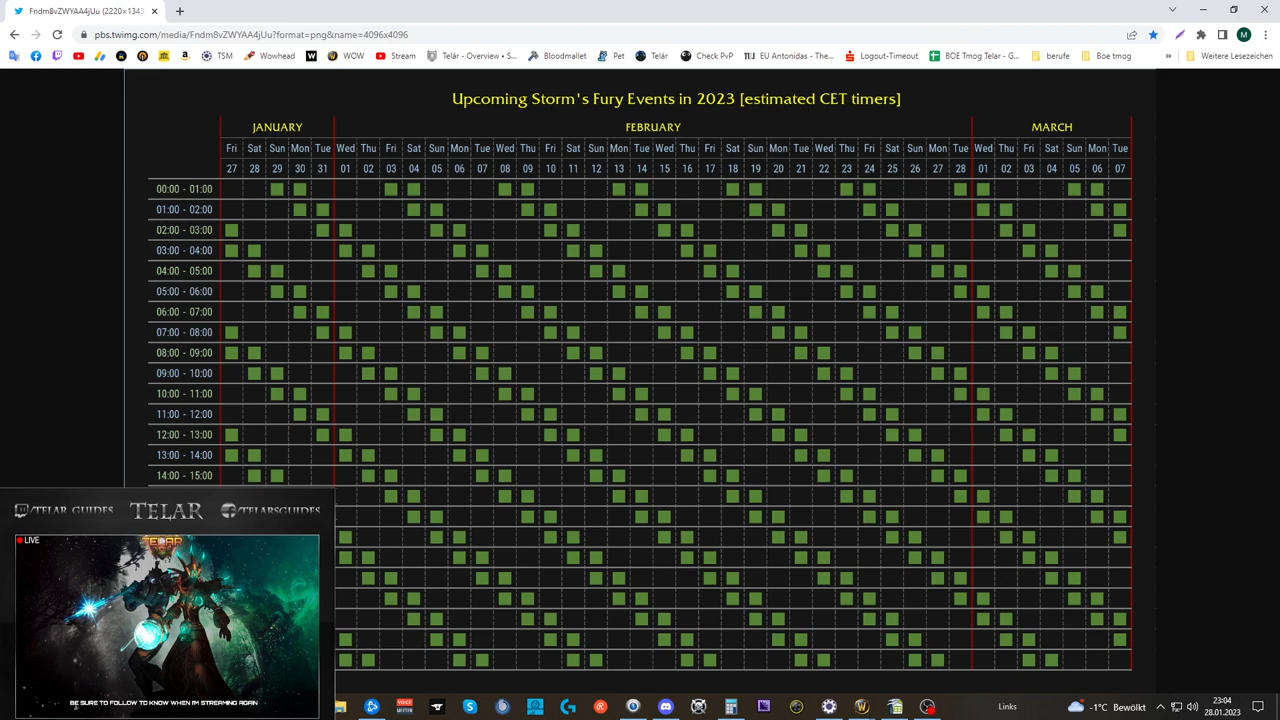 Fndm8vZWYAA4jUu (2220×1343
pbs.twimg.com/media/Fndm8vZWYAA4jUu?format=png&name=4096x4096
M
TSM Wowhead WOW Stream Telár - Overview • S... Bloodmallet Pet Telár Check PvP EU Antonidas - The... Logout-Timeout BOE Tmog Telar - G... berufe Boe tmog » Weitere Lesezeichen
Upcoming Storm's Fury Events in 2023 [estimated CET timers]
JANUARY FEBRUARY MARCH
Fri Sat Sun Mon Tue Wed Thu Fri Sat Sun Mon Tue Wed Thu Fri Sat Sun Mon Tue Wed Thu Fri Sat Sun Mon Tue Wed Thu Fri Sat Sun Mon Tue Wed Thu Fri Sat Sun Mon Tue
27 28 29 30 31 01 02 03 04 05 06 07 08 09 10 11 12 13 14 15 16 17 18 19 20 21 22 23 24 25 26 27 28 01 02 03 04 05 06 07
00:00 - 01:00
01:00 - 02:00
02:00 - 03:00
03:00 - 04:00
04:00 - 05:00
05:00 - 06:00
06:00 - 07:00
07:00 - 08:00
08:00 - 09:00
09:00 - 10:00
10:00 - 11:00
11:00 - 12:00
12:00 - 13:00
13:00 - 14:00
14:00 - 15:00
/TELAR GUIDES TELAR /TELARSGUIDES
LIVE
TELAR
BE SURE TO FOLLOW TO KNOW WHEN I'M STREAMING AGAIN
Links -1°C Bewölkt 23:04
28.01.2023